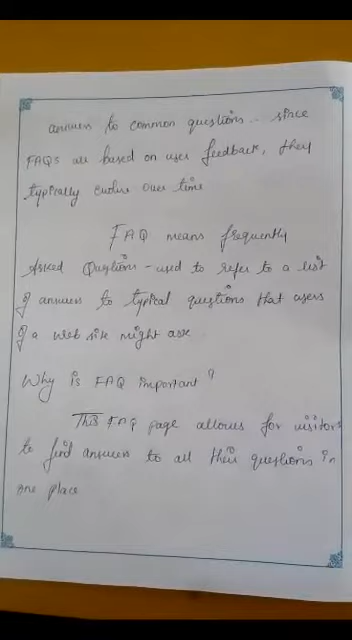 answers to common questions - since
FAQs are based on user feedback, they
typically evolve over time
FAQ means frequently
Asked Questions - used to refer to a list
of answers to typical questions that users
of a web site might ask
Why is FAQ important?
This FAQ page allows for visitors
to find answers to all their questions in
one place